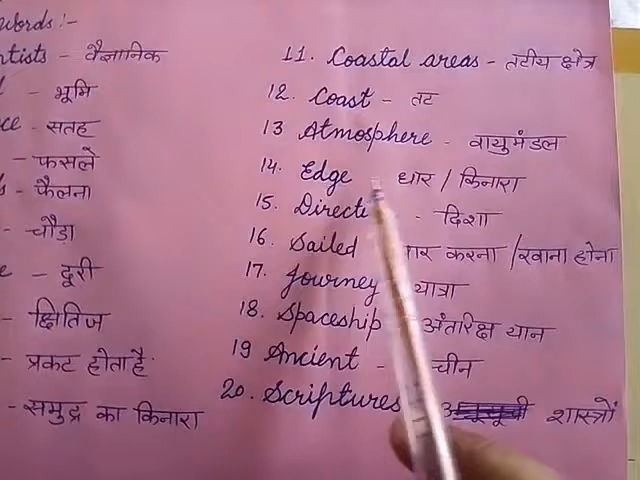 words:-
ntists - वैज्ञानिक
- भूमि
ce - सतह
- फसले
s - फैलना
- चौड़ा
e - दूरी
- क्षितिज
- प्रकट होता है
- समुद्र का किनारा
11. Coastal areas - तटीय क्षेत्र
12. Coast - तट
13 Atmosphere - वायुमंडल
14. Edge धार / किनारा
15. Directi - दिशा
16. Sailed ार करना / रवाना होना
17. Journey यात्रा
18. Spaceship - अंतरिक्ष यान
19 Ancient - चीन
20. Scriptures शास्त्रों